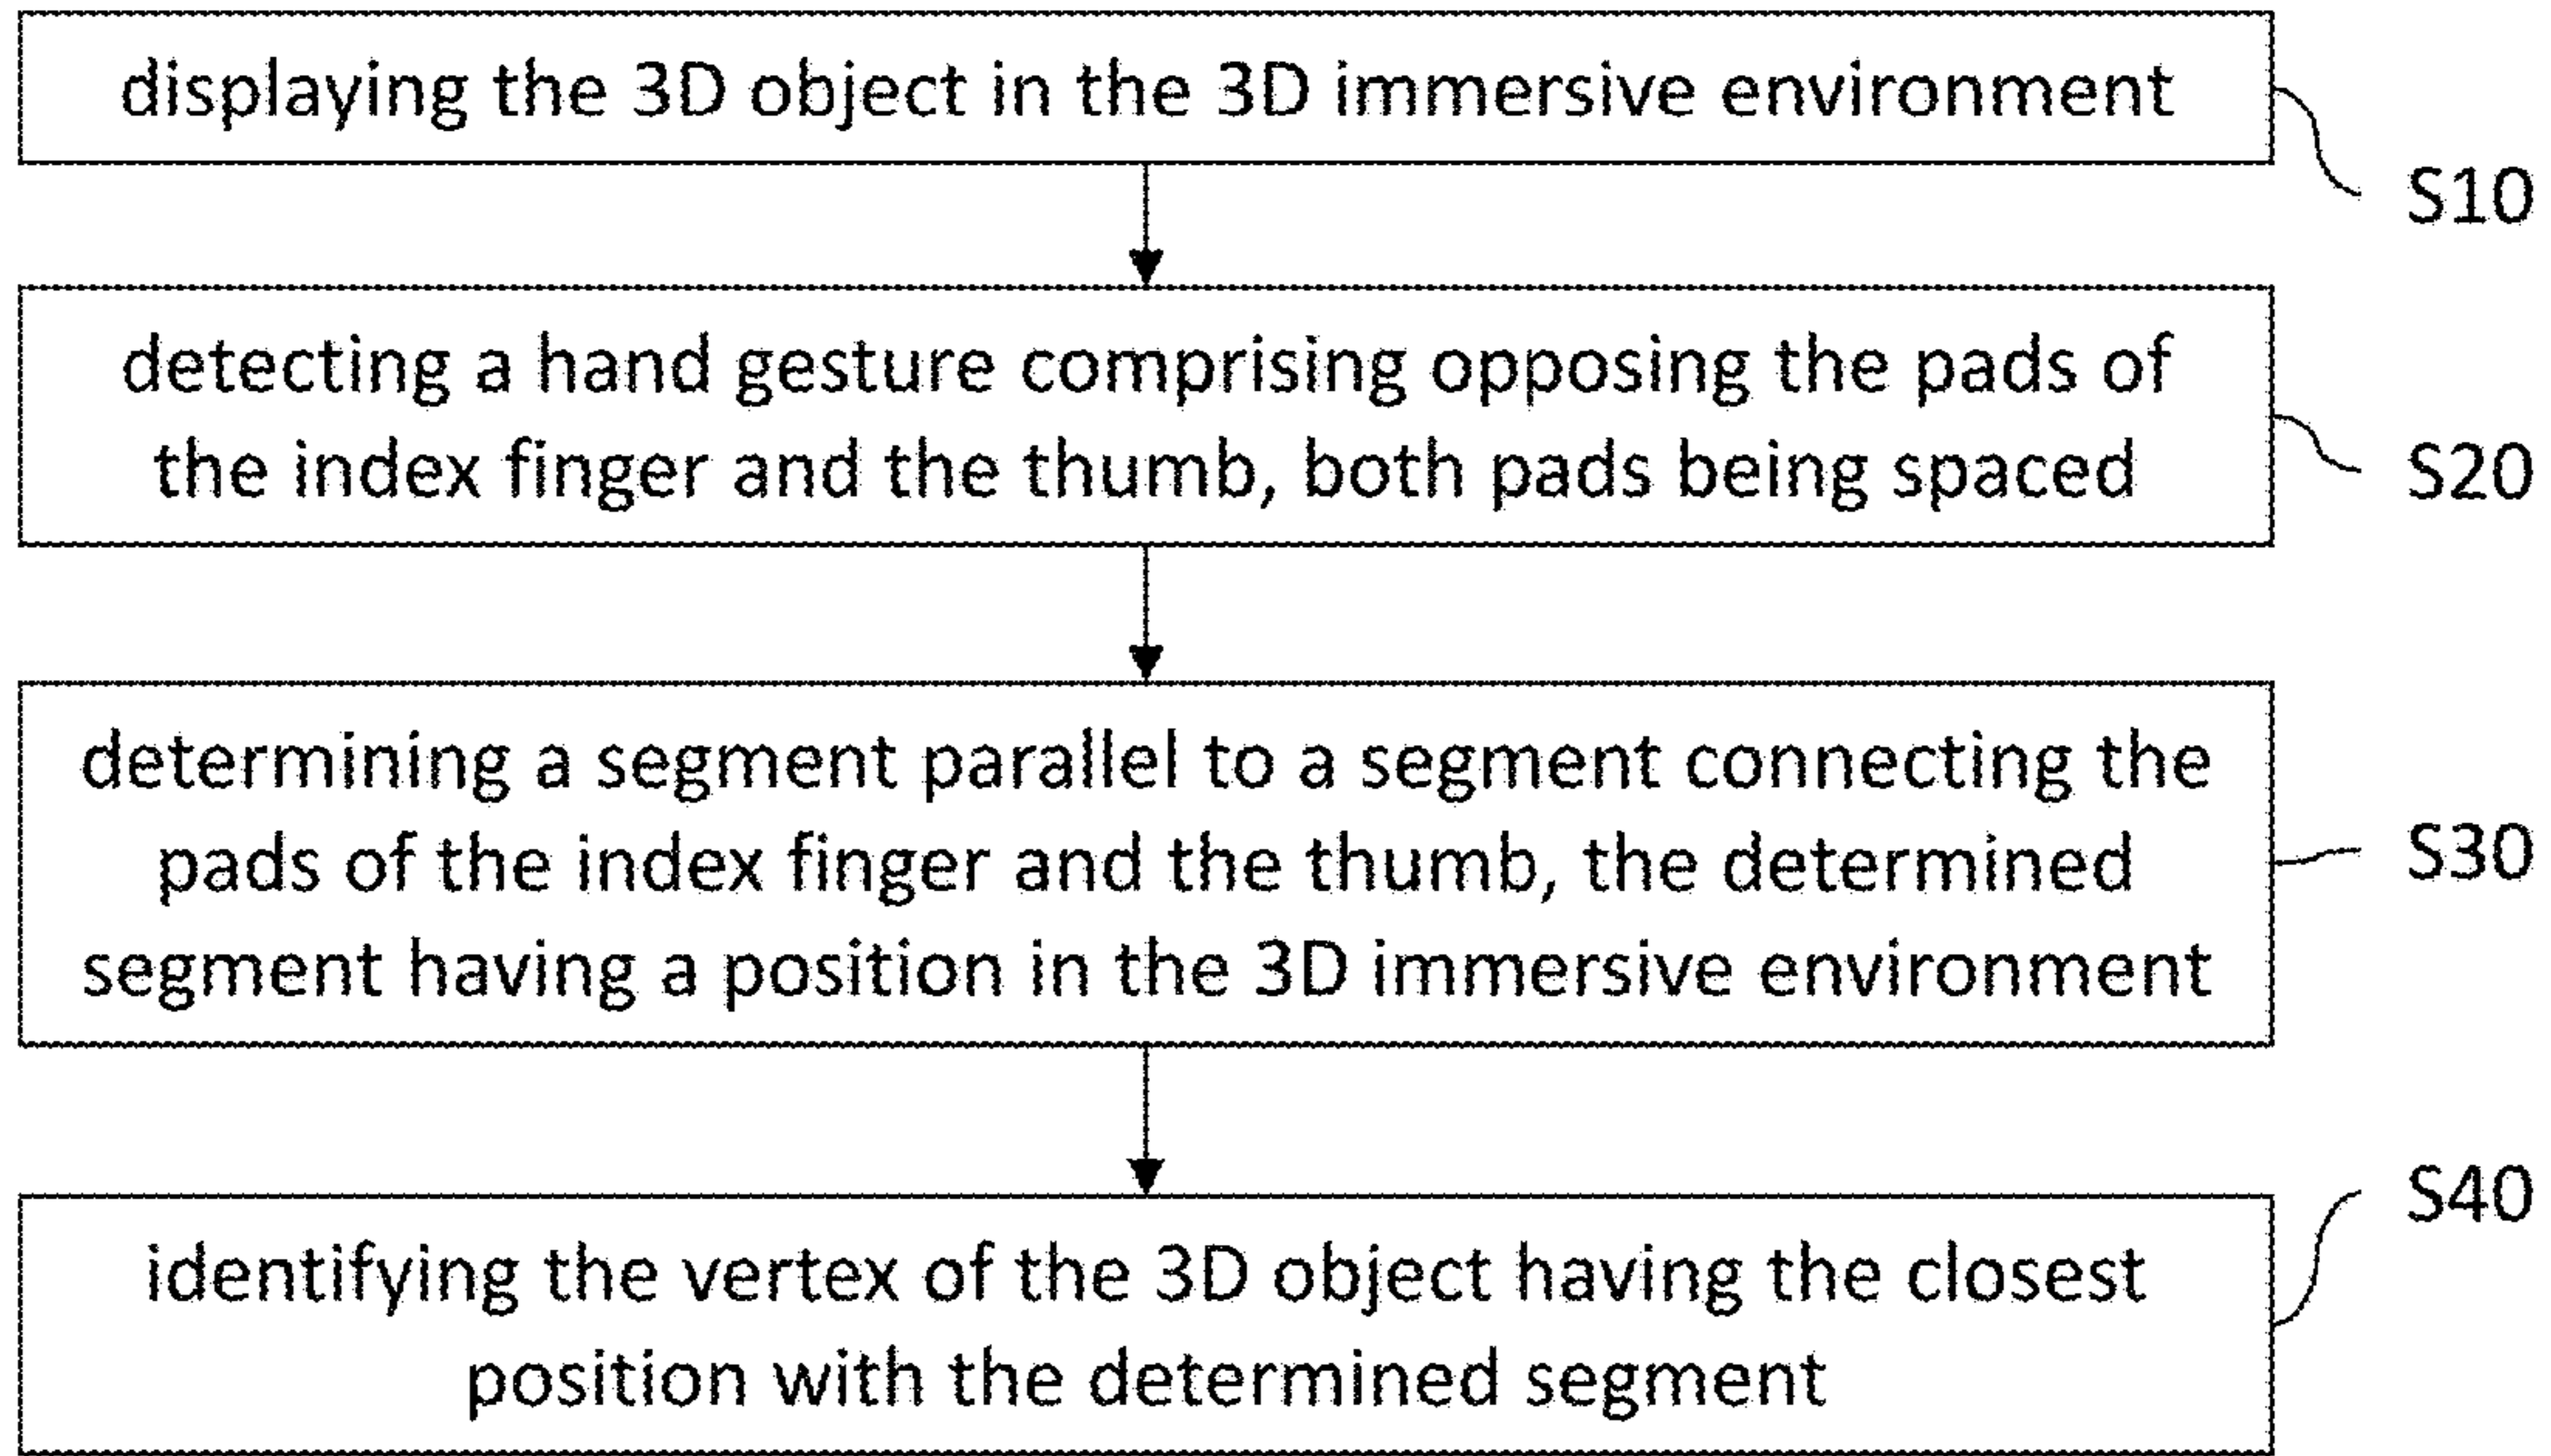 displaying the 3D object in the 3D immersive environment
S10
detecting a hand gesture comprising opposing the pads of
the index finger and the thumb, both pads being spaced
S20
determining a segment parallel to a segment connecting the
pads of the index finger and the thumb, the determined
segment having a position in the 3D immersive environment
S30
identifying the vertex of the 3D object having the closest
position with the determined segment
S40